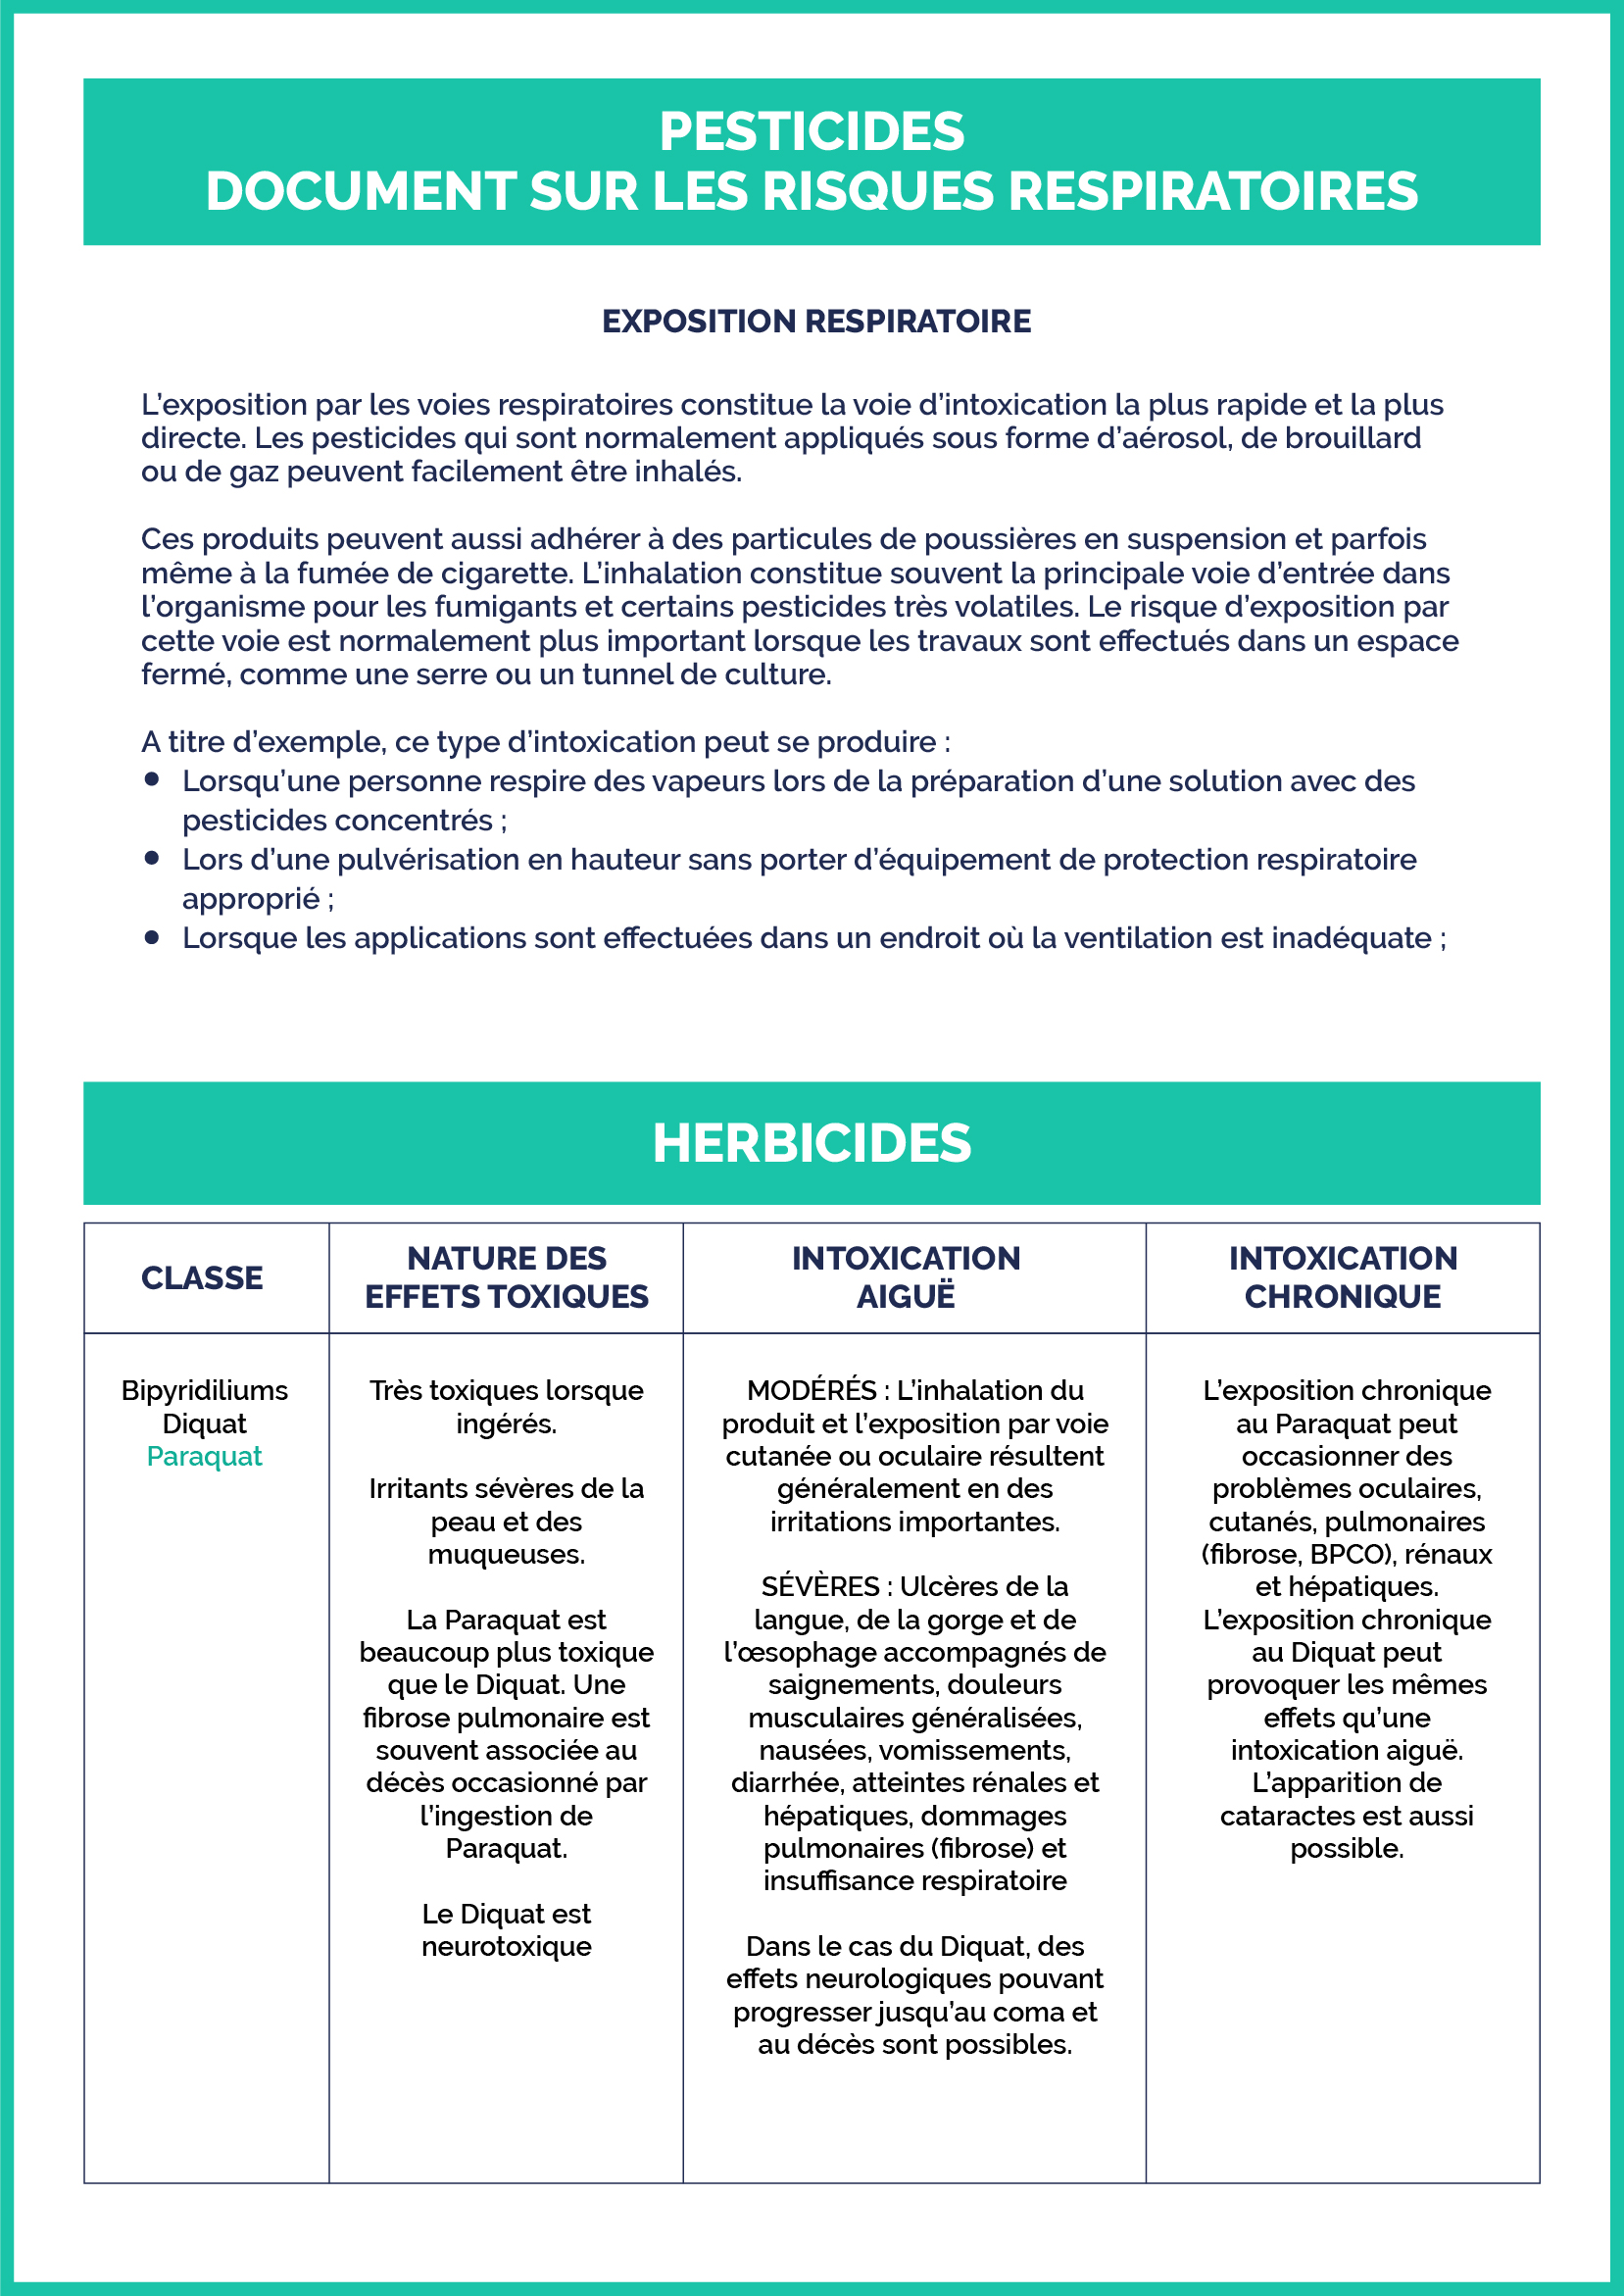 PESTICIDES
DOCUMENT SUR LES RISQUES RESPIRATOIRES
EXPOSITION RESPIRATOIRE
L’exposition par les voies respiratoires constitue la voie d’intoxication la plus rapide et la plus
directe. Les pesticides qui sont normalement appliqués sous forme d’aérosol, de brouillard
ou de gaz peuvent facilement être inhalés.
Ces produits peuvent aussi adhérer à des particules de poussières en suspension et parfois
même à la fumée de cigarette. L’inhalation constitue souvent la principale voie d’entrée dans
l’organisme pour les fumigants et certains pesticides très volatiles. Le risque d’exposition par
cette voie est normalement plus important lorsque les travaux sont effectués dans un espace
fermé, comme une serre ou un tunnel de culture.
A titre d’exemple, ce type d’intoxication peut se produire :
• Lorsqu’une personne respire des vapeurs lors de la préparation d’une solution avec des
pesticides concentrés ;
• Lors d’une pulvérisation en hauteur sans porter d’équipement de protection respiratoire
approprié ;
• Lorsque les applications sont effectuées dans un endroit où la ventilation est inadéquate ;
HERBICIDES
CLASSE
NATURE DES
EFFETS TOXIQUES
INTOXICATION
AIGUË
INTOXICATION
CHRONIQUE
Bipyridiliums
Diquat
Paraquat
Très toxiques lorsque
ingérés.
Irritants sévères de la
peau et des
muqueuses.
La Paraquat est
beaucoup plus toxique
que le Diquat. Une
fibrose pulmonaire est
souvent associée au
décès occasionné par
l’ingestion de
Paraquat.
Le Diquat est
neurotoxique
MODÉRÉS : L’inhalation du
produit et l’exposition par voie
cutanée ou oculaire résultent
généralement en des
irritations importantes.
SÉVÈRES : Ulcères de la
langue, de la gorge et de
l’œsophage accompagnés de
saignements, douleurs
musculaires généralisées,
nausées, vomissements,
diarrhée, atteintes rénales et
hépatiques, dommages
pulmonaires (fibrose) et
insuffisance respiratoire
Dans le cas du Diquat, des
effets neurologiques pouvant
progresser jusqu’au coma et
au décès sont possibles.
L’exposition chronique
au Paraquat peut
occasionner des
problèmes oculaires,
cutanés, pulmonaires
(fibrose, BPCO), rénaux
et hépatiques.
L’exposition chronique
au Diquat peut
provoquer les mêmes
effets qu’une
intoxication aiguë.
L’apparition de
cataractes est aussi
possible.